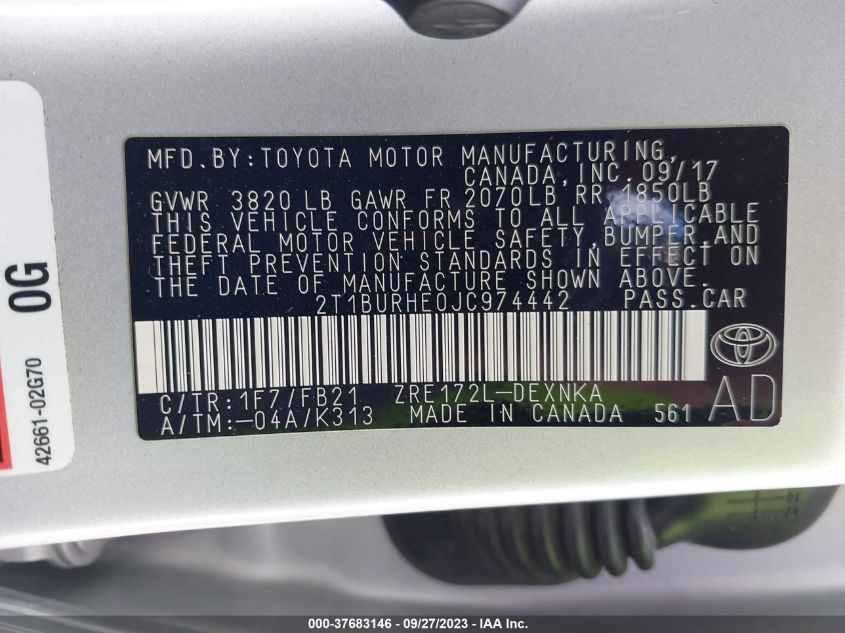 MFD. BY: TOYOTA MOTOR MANUFACTURING,
CANADA, INC. 09/17
GVWR 3820 LB GAWR FR 2070LB RR 1850LB
THIS VEHICLE CONFORMS TO ALL APPLICABLE
FEDERAL MOTOR VEHICLE SAFETY, BUMPER, AND
THEFT PREVENTION STANDARDS IN EFFECT ON
THE DATE OF MANUFACTURE SHOWN ABOVE.
2T1BURHE0JC974442 PASS. CAR
C/TR: 1F7/FB21 ZRE172L-DEXNKA
A/TM: -04A/K313 MADE IN CANADA 561
AD
0G
42661-02G70
000-37683146 - 09/27/2023 - IAA Inc.